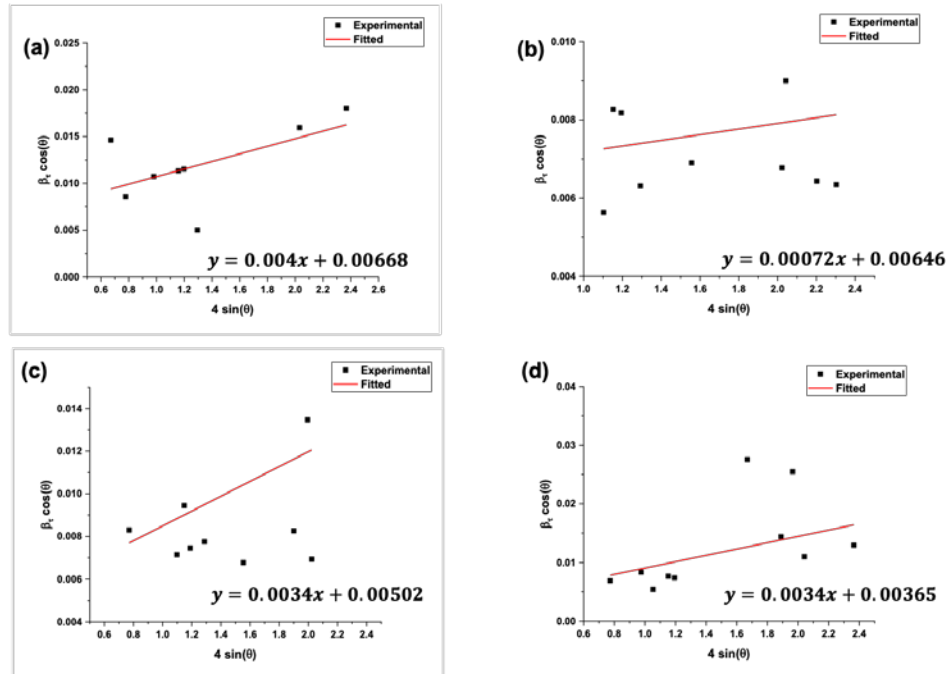 (a)
Experimental
Fitted
0.025
0.020
0.015
0.010
0.005
0.000
βτ cos(θ)
0.6 0.8 1.0 1.2 1.4 1.6 1.8 2.0 2.2 2.4 2.6
4 sin(θ)
y = 0.004x + 0.00668
(b)
Experimental
Fitted
0.010
0.008
0.006
0.004
βτ cos(θ)
1.0 1.2 1.4 1.6 1.8 2.0 2.2 2.4
4 sin(θ)
y = 0.00072x + 0.00646
(c)
Experimental
Fitted
0.014
0.012
0.010
0.008
0.006
0.004
βτ cos(θ)
0.6 0.8 1.0 1.2 1.4 1.6 1.8 2.0 2.2 2.4
4 sin(θ)
y = 0.0034x + 0.00502
(d)
Experimental
Fitted
0.04
0.03
0.02
0.01
0.00
βτ cos(θ)
0.6 0.8 1.0 1.2 1.4 1.6 1.8 2.0 2.2 2.4
4 sin(θ)
y = 0.0034x + 0.00365